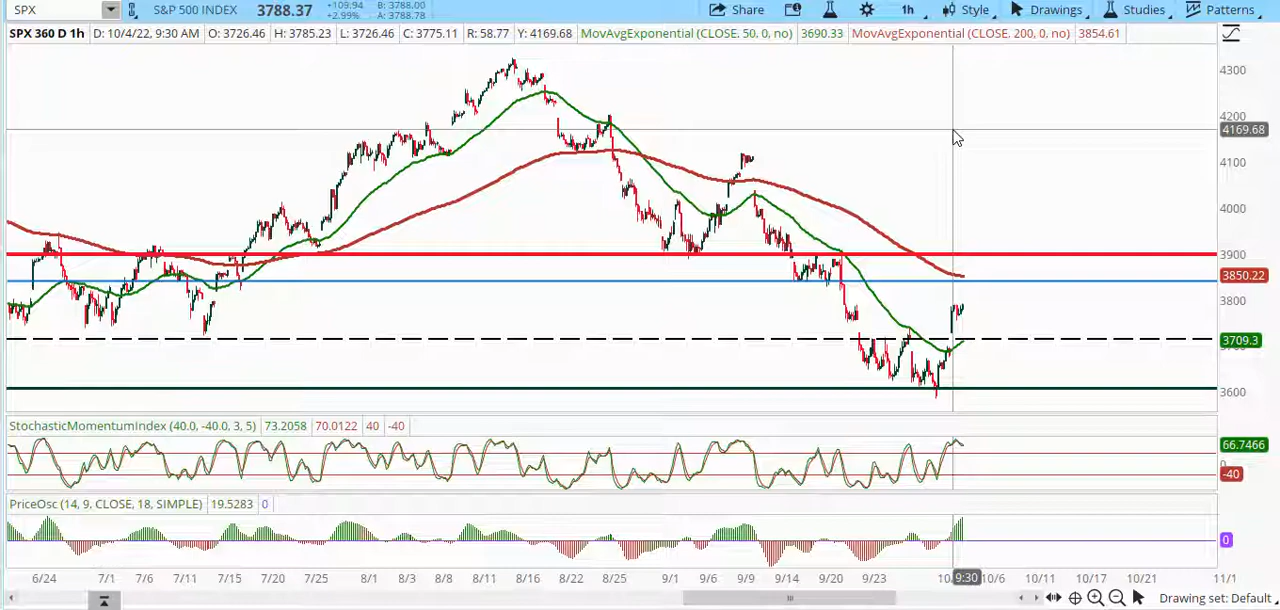 SPX S&P 500 INDEX 3788.37 +109.94 +2.99% B: 3788.00 A: 3788.78 Share 1h Style Drawings Studies Patterns
SPX 360 D 1h D: 10/4/22, 9:30 AM O: 3726.46 H: 3785.23 L: 3726.46 C: 3775.11 R: 58.77 Y: 4169.68 MovAvgExponential (CLOSE, 50, 0, no) 3690.33 MovAvgExponential (CLOSE, 200, 0, no) 3854.61
4300
4200
4169.68
4100
4000
3900
3850.22
3800
3709.3
3600
StochasticMomentumIndex (40.0, -40.0, 3, 5) 73.2058 70.0122 40 -40
66.7466
-40
PriceOsc (14, 9, CLOSE, 18, SIMPLE) 19.5283 0
0
6/24 7/1 7/6 7/11 7/15 7/20 7/25 8/1 8/3 8/8 8/11 8/16 8/22 8/25 9/1 9/6 9/9 9/14 9/20 9/23 9:30 10/6 10/11 10/17 10/21 11/1
Drawing set: Default